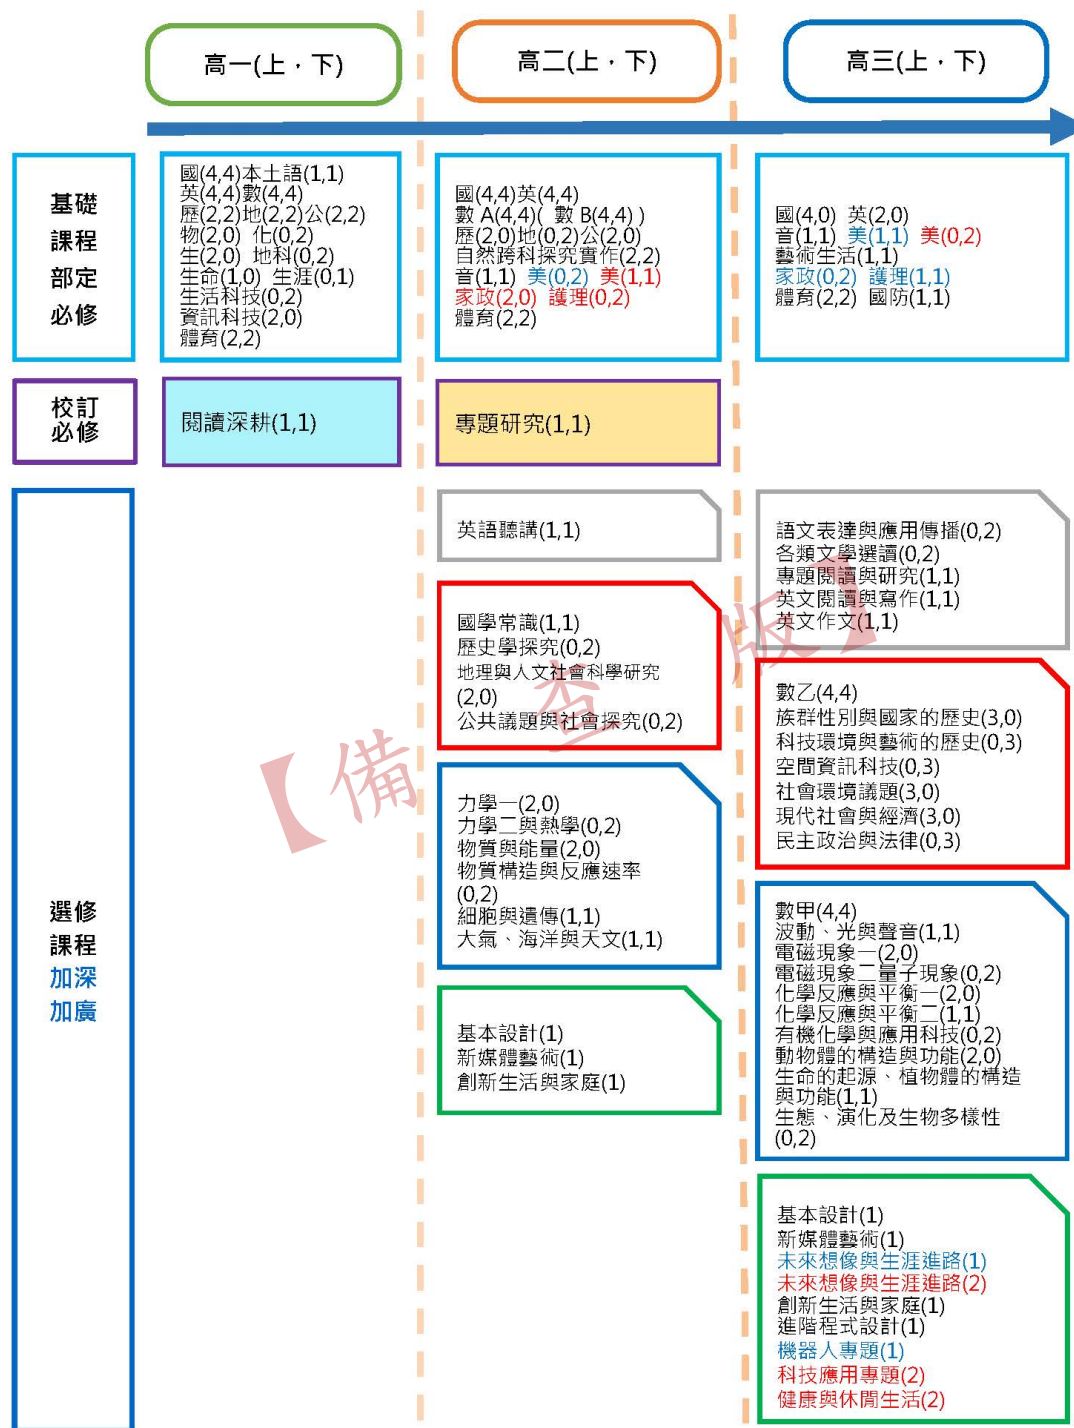 高一(上，下)
高二(上，下)
高三(上，下)
基礎
課程
部定
必修
國(4,4)本土語(1,1)
英(4,4)數(4,4)
歷(2,2)地(2,2)公(2,2)
物(2,0) 化(0,2)
生(2,0) 地科(0,2)
生命(1,0) 生涯(0,1)
生活科技(0,2)
資訊科技(2,0)
體育(2,2)
國(4,4)英(4,4)
數 A(4,4)( 數 B(4,4) )
歷(2,0)地(0,2)公(2,0)
自然跨科探究實作(2,2)
音(1,1) 美(0,2) 美(1,1)
家政(2,0) 護理(0,2)
體育(2,2)
國(4,0) 英(2,0)
音(1,1) 美(1,1) 美(0,2)
藝術生活(1,1)
家政(0,2) 護理(1,1)
體育(2,2) 國防(1,1)
校訂
必修
閱讀深耕(1,1)
專題研究(1,1)
選修
課程
加深
加廣
英語聽講(1,1)
國學常識(1,1)
歷史學探究(0,2)
地理與人文社會科學研究
(2,0)
公共議題與社會探究(0,2)
力學一(2,0)
力學二與熱學(0,2)
物質與能量(2,0)
物質構造與反應速率
(0,2)
細胞與遺傳(1,1)
大氣、海洋與天文(1,1)
基本設計(1)
新媒體藝術(1)
創新生活與家庭(1)
語文表達與應用傳播(0,2)
各類文學選讀(0,2)
專題閱讀與研究(1,1)
英文閱讀與寫作(1,1)
英文作文(1,1)
數乙(4,4)
族群性別與國家的歷史(3,0)
科技環境與藝術的歷史(0,3)
空間資訊科技(0,3)
社會環境議題(3,0)
現代社會與經濟(3,0)
民主政治與法律(0,3)
數甲(4,4)
波動、光與聲音(1,1)
電磁現象一(2,0)
電磁現象二量子現象(0,2)
化學反應與平衡一(2,0)
化學反應與平衡二(1,1)
有機化學與應用科技(0,2)
動物體的構造與功能(2,0)
生命的起源、植物體的構造
與功能(1,1)
生態、演化及生物多樣性
(0,2)
基本設計(1)
新媒體藝術(1)
未來想像與生涯進路(1)
未來想像與生涯進路(2)
創新生活與家庭(1)
進階程式設計(1)
機器人專題(1)
科技應用專題(2)
健康與休閒生活(2)
【備查版】